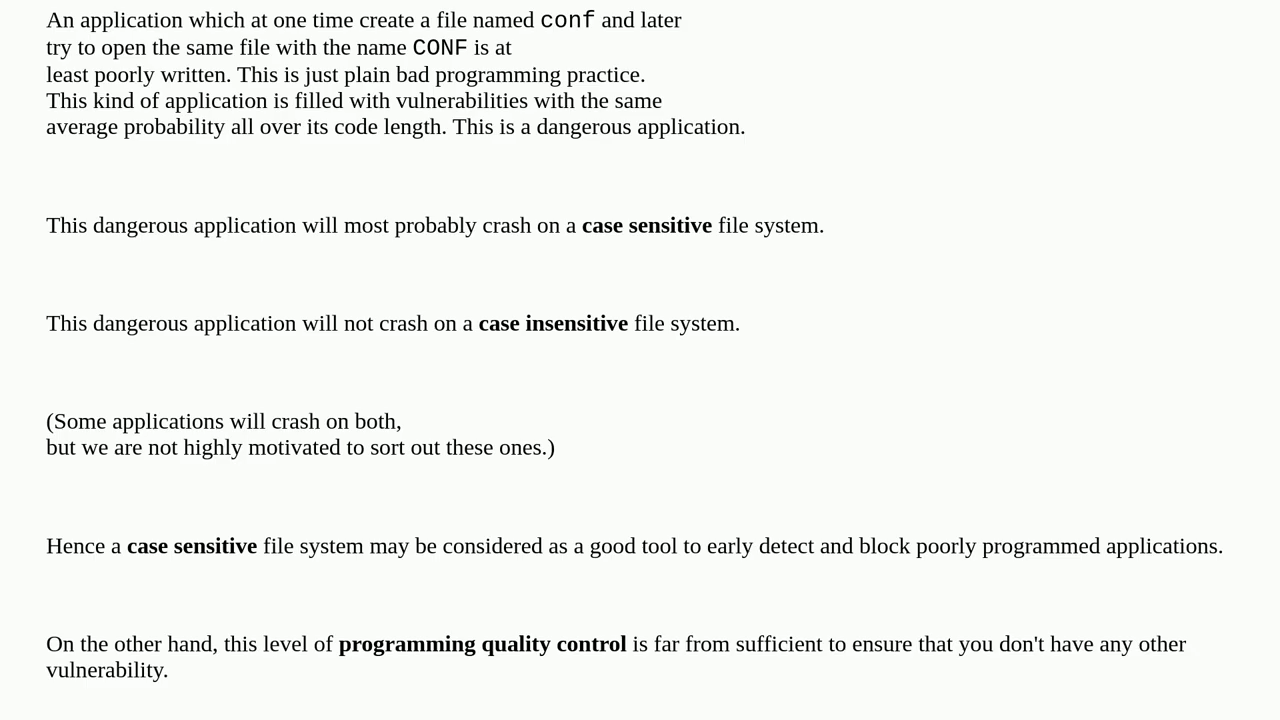 An application which at one time create a file named conf and later
try to open the same file with the name CONF is at
least poorly written. This is just plain bad programming practice.
This kind of application is filled with vulnerabilities with the same
average probability all over its code length. This is a dangerous application.
This dangerous application will most probably crash on a case sensitive file system.
This dangerous application will not crash on a case insensitive file system.
(Some applications will crash on both,
but we are not highly motivated to sort out these ones.)
Hence a case sensitive file system may be considered as a good tool to early detect and block poorly programmed applications.
On the other hand, this level of programming quality control is far from sufficient to ensure that you don't have any other
vulnerability.